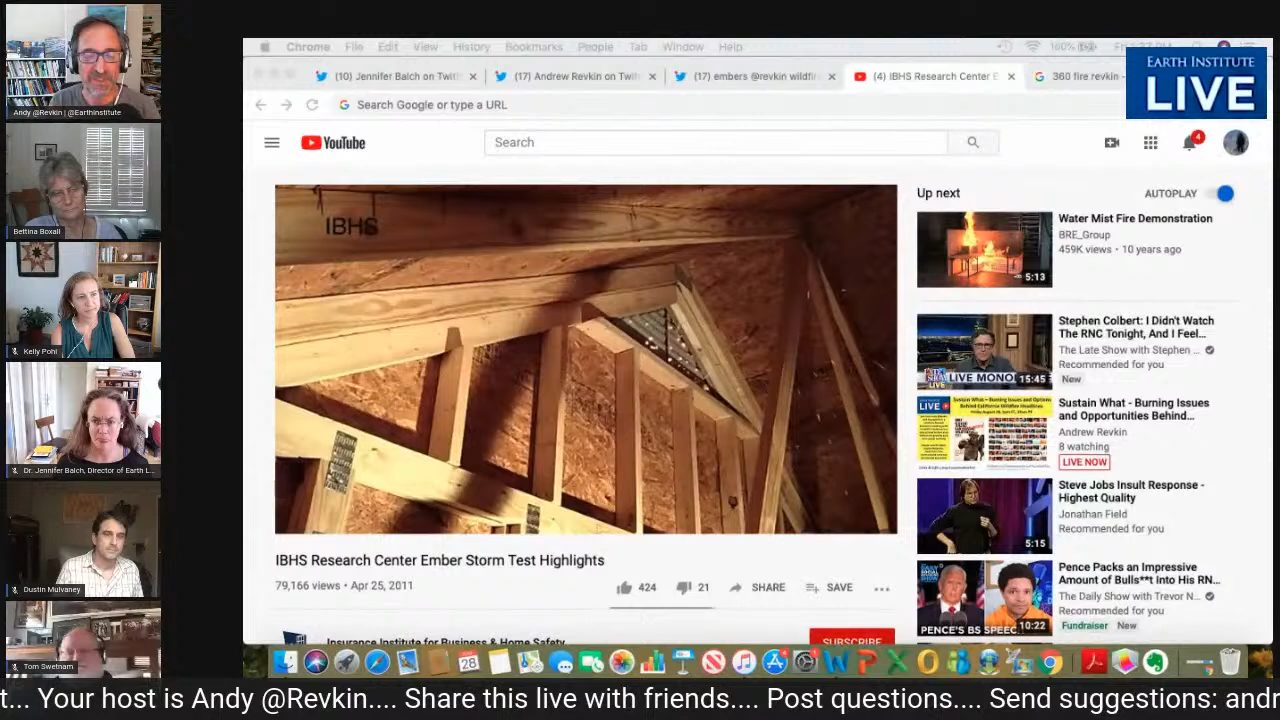 Andy @Revkin | @EarthInstitute
Bettina Boxall
Kelly Pohl
Dr. Jennifer Balch, Director of Earth L...
Dustin Mulvaney
Tom Swetnam
Chrome File Edit View History Bookmarks People Tab Window Help
100%
(10) Jennifer Balch on Twit
(17) Andrew Revkin on Twit
(17) embers @revkin wildfir
(4) IBHS Research Center E
360 fire revkin -
EARTH INSTITUTE
LIVE
Search Google or type a URL
YouTube
Search
4
IBHS
IBHS Research Center Ember Storm Test Highlights
79,166 views • Apr 25, 2011
424
21
SHARE
SAVE
Insurance Institute for Business & Home Safety
SUBSCRIBE
Up next
AUTOPLAY
5:13
Water Mist Fire Demonstration
BRE_Group
459K views • 10 years ago
LIVE MONO
15:45
Stephen Colbert: I Didn't Watch
The RNC Tonight, And I Feel...
The Late Show with Stephen ...
Recommended for you
New
Sustain What - Burning Issues
and Opportunities Behind...
Andrew Revkin
8 watching
LIVE NOW
5:15
Steve Jobs Insult Response -
Highest Quality
Jonathan Field
Recommended for you
PENCE'S BS SPEEC
10:22
Pence Packs an Impressive
Amount of Bulls**t Into His RN...
The Daily Show with Trevor N...
Recommended for you
Fundraiser New
28
t... Your host is Andy @Revkin.... Share this live with friends.... Post questions.... Send suggestions: andr